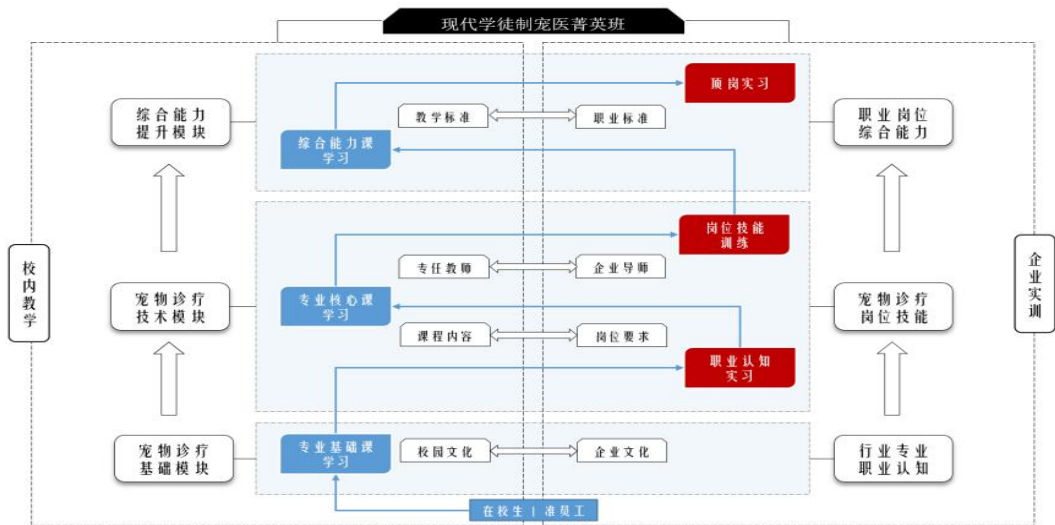 现代学徒制宠医菁英班
顶岗实习
综合能力
提升模块
教学标准
职业标准
职业岗位
综合能力
综合能力课
学习
岗位技能
训练
校内教学
专任教师
企业导师
企业实训
宠物诊疗
技术模块
专业核心课
学习
宠物诊疗
岗位技能
课程内容
岗位要求
职业认知
实习
宠物诊疗
基础模块
专业基础课
学习
校园文化
企业文化
行业专业
职业认知
在校生丨准员工